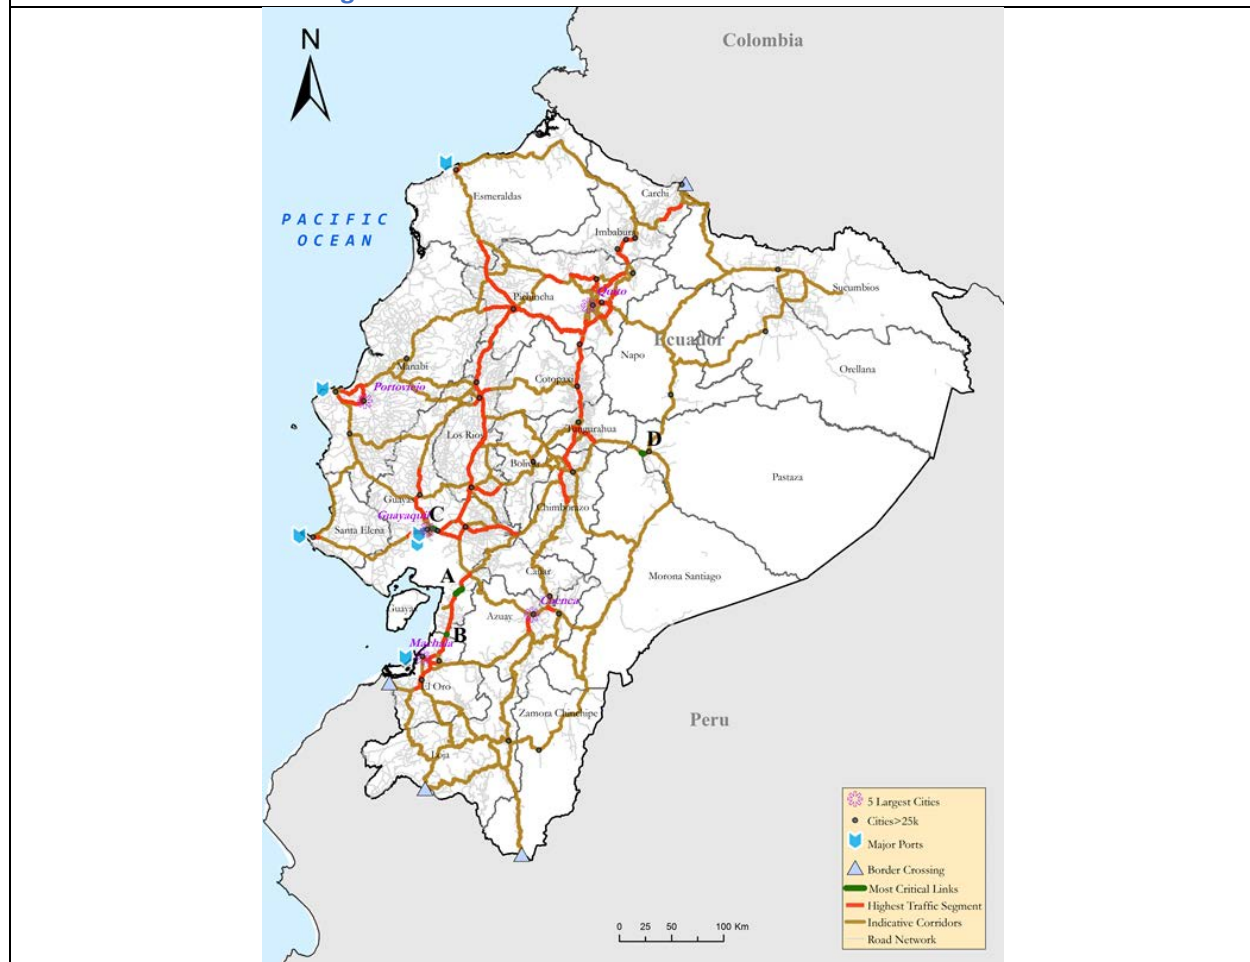 N
Colombia
PACIFIC
OCEAN
Esmeraldas
Carchi
Imbabura
Quito
Pichincha
Sucumbios
Ecuador
Napo
Manabi
Orellana
Cotopaxi
Portoviejo
Los Rios
Tungurahua
D
Bolivar
Pastaza
Guayas
Chimborazo
Guayaquil
C
Santa Elena
A
Cañar
Morona Santiago
Cuenca
Guayas
Azuay
B
Machala
El Oro
Zamora Chinchipe
Peru
Loja
5 Largest Cities
Cities>25k
Major Ports
Border Crossing
Most Critical Links
Highest Traffic Segment
Indicative Corridors
Road Network
0 25 50 100 Km